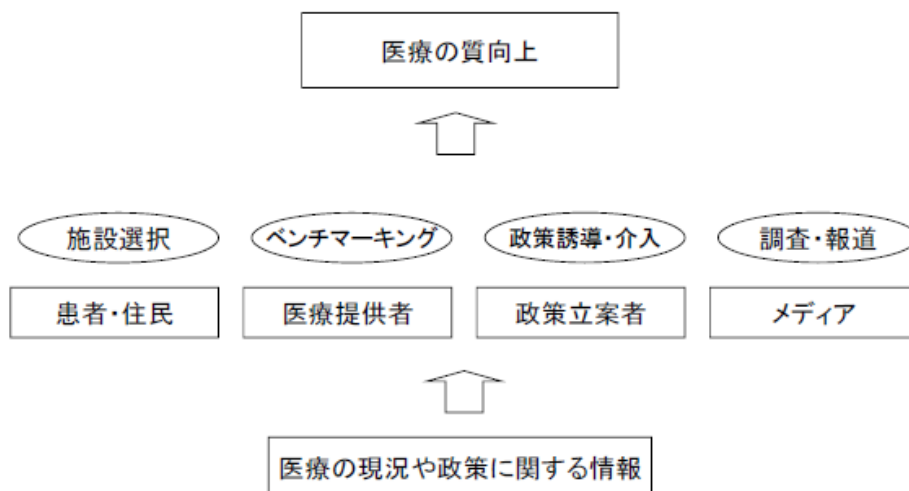 医療の質向上
施設選択
ベンチマーキング
政策誘導・介入
調査・報道
患者・住民
医療提供者
政策立案者
メディア
医療の現況や政策に関する情報